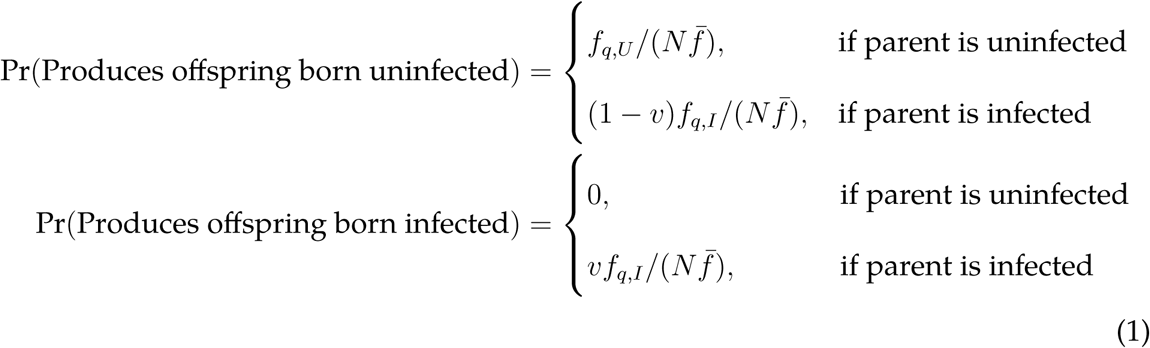 f_{q,U}/(N\bar{f}), if parent is uninfected
Pr(Produces offspring born uninfected) =
(1 − v)f_{q,I}/(N\bar{f}), if parent is infected
0, if parent is uninfected
Pr(Produces offspring born infected) =
vf_{q,I}/(N\bar{f}), if parent is infected
(1)